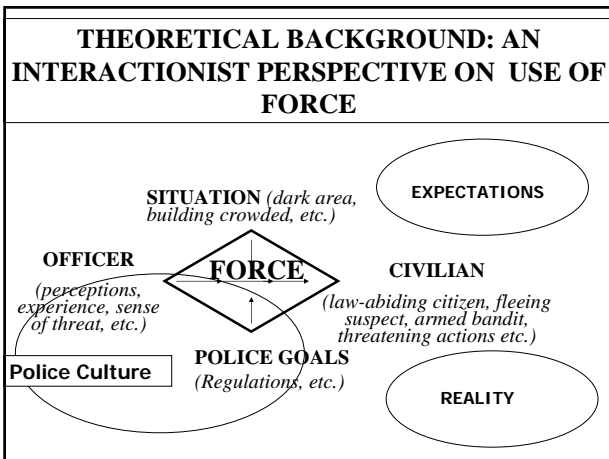 THEORETICAL BACKGROUND: AN
INTERACTIONIST PERSPECTIVE ON USE OF
FORCE
EXPECTATIONS
SITUATION (dark area,
building crowded, etc.)
OFFICER
(perceptions,
experience, sense
of threat, etc.)
FORCE
CIVILIAN
(law-abiding citizen, fleeing
suspect, armed bandit,
threatening actions etc.)
POLICE GOALS
(Regulations, etc.)
Police Culture
REALITY